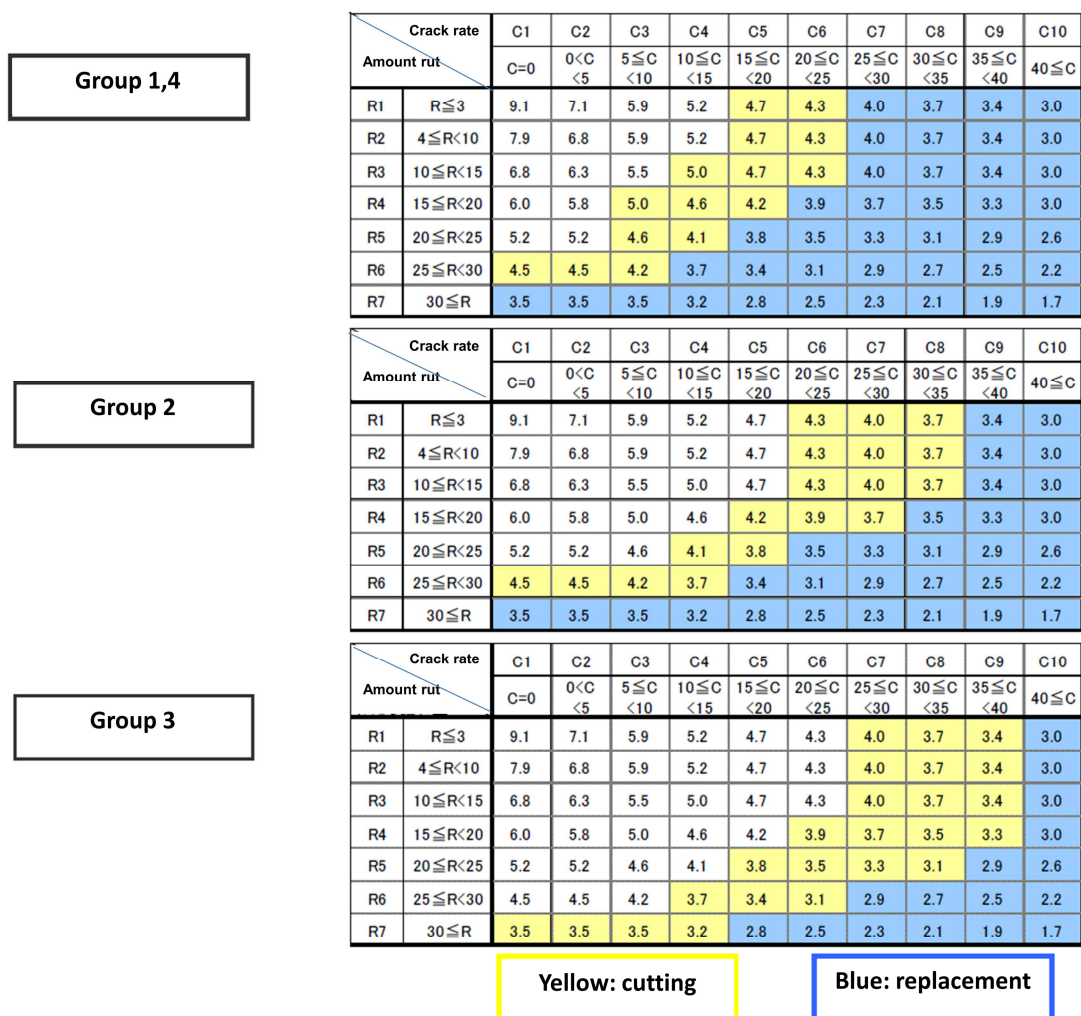 Group 1,4
Crack rate C1 C2 C3 C4 C5 C6 C7 C8 C9 C10
Amount rut C=0 0<C<5 5≦C<10 10≦C<15 15≦C<20 20≦C<25 25≦C<30 30≦C<35 35≦C<40 40≦C
R1 R≦3 9.1 7.1 5.9 5.2 4.7 4.3 4.0 3.7 3.4 3.0
R2 4≦R<10 7.9 6.8 5.9 5.2 4.7 4.3 4.0 3.7 3.4 3.0
R3 10≦R<15 6.8 6.3 5.5 5.0 4.7 4.3 4.0 3.7 3.4 3.0
R4 15≦R<20 6.0 5.8 5.0 4.6 4.2 3.9 3.7 3.5 3.3 3.0
R5 20≦R<25 5.2 5.2 4.6 4.1 3.8 3.5 3.3 3.1 2.9 2.6
R6 25≦R<30 4.5 4.5 4.2 3.7 3.4 3.1 2.9 2.7 2.5 2.2
R7 30≦R 3.5 3.5 3.5 3.2 2.8 2.5 2.3 2.1 1.9 1.7
Group 2
Crack rate C1 C2 C3 C4 C5 C6 C7 C8 C9 C10
Amount rut C=0 0<C<5 5≦C<10 10≦C<15 15≦C<20 20≦C<25 25≦C<30 30≦C<35 35≦C<40 40≦C
R1 R≦3 9.1 7.1 5.9 5.2 4.7 4.3 4.0 3.7 3.4 3.0
R2 4≦R<10 7.9 6.8 5.9 5.2 4.7 4.3 4.0 3.7 3.4 3.0
R3 10≦R<15 6.8 6.3 5.5 5.0 4.7 4.3 4.0 3.7 3.4 3.0
R4 15≦R<20 6.0 5.8 5.0 4.6 4.2 3.9 3.7 3.5 3.3 3.0
R5 20≦R<25 5.2 5.2 4.6 4.1 3.8 3.5 3.3 3.1 2.9 2.6
R6 25≦R<30 4.5 4.5 4.2 3.7 3.4 3.1 2.9 2.7 2.5 2.2
R7 30≦R 3.5 3.5 3.5 3.2 2.8 2.5 2.3 2.1 1.9 1.7
Group 3
Crack rate C1 C2 C3 C4 C5 C6 C7 C8 C9 C10
Amount rut C=0 0<C<5 5≦C<10 10≦C<15 15≦C<20 20≦C<25 25≦C<30 30≦C<35 35≦C<40 40≦C
R1 R≦3 9.1 7.1 5.9 5.2 4.7 4.3 4.0 3.7 3.4 3.0
R2 4≦R<10 7.9 6.8 5.9 5.2 4.7 4.3 4.0 3.7 3.4 3.0
R3 10≦R<15 6.8 6.3 5.5 5.0 4.7 4.3 4.0 3.7 3.4 3.0
R4 15≦R<20 6.0 5.8 5.0 4.6 4.2 3.9 3.7 3.5 3.3 3.0
R5 20≦R<25 5.2 5.2 4.6 4.1 3.8 3.5 3.3 3.1 2.9 2.6
R6 25≦R<30 4.5 4.5 4.2 3.7 3.4 3.1 2.9 2.7 2.5 2.2
R7 30≦R 3.5 3.5 3.5 3.2 2.8 2.5 2.3 2.1 1.9 1.7
Yellow: cutting
Blue: replacement